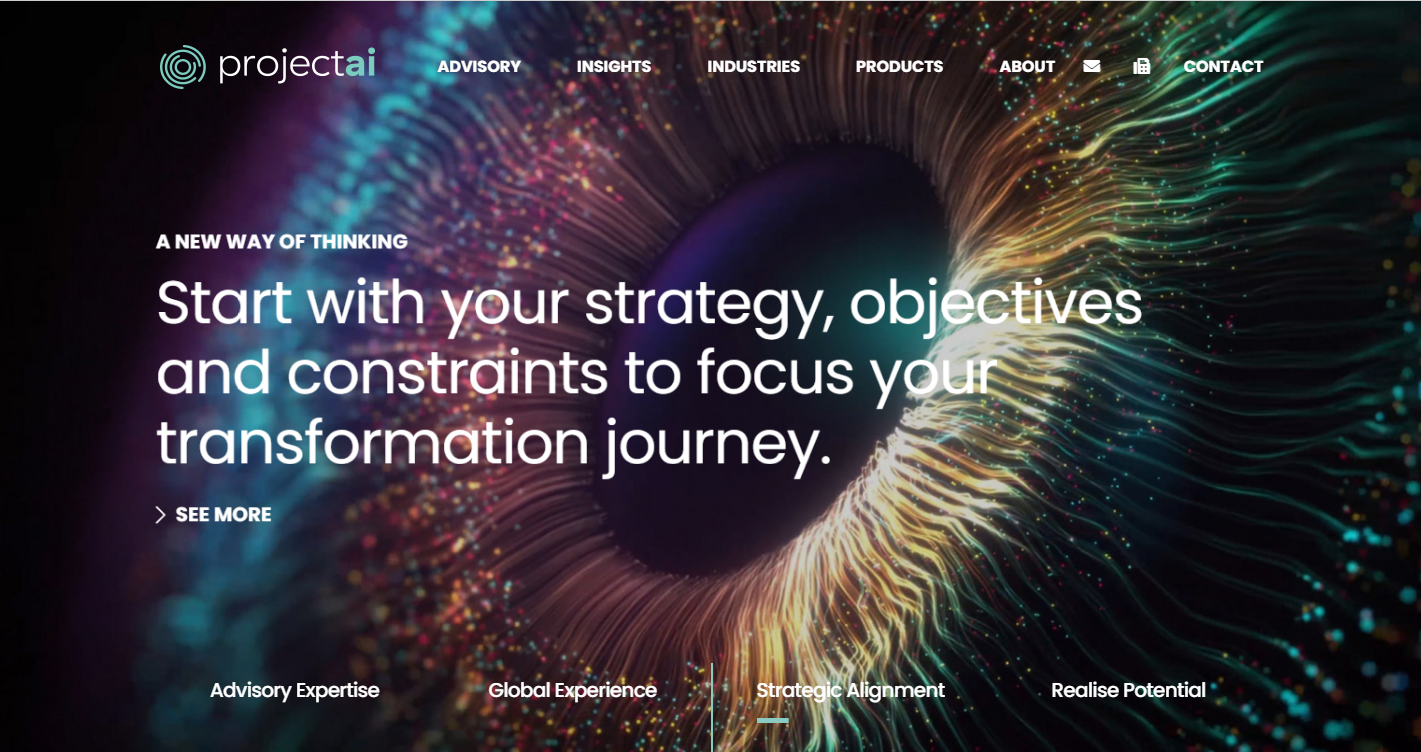 projectai
ADVISORY INSIGHTS INDUSTRIES PRODUCTS ABOUT CONTACT
A NEW WAY OF THINKING
Start with your strategy, objectives
and constraints to focus your
transformation journey.
SEE MORE
Advisory Expertise Global Experience Strategic Alignment Realise Potential